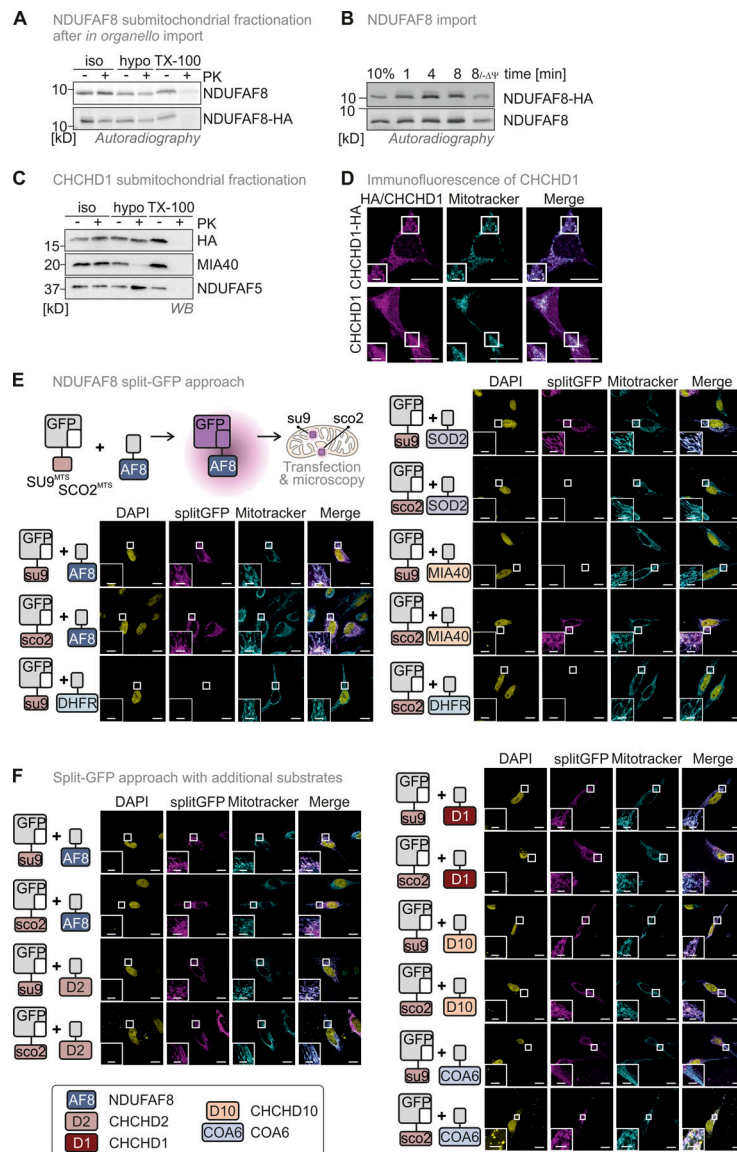 A NDUFAF8 submitochondrial fractionation
after in organello import
iso hypo TX-100
- + - + - + PK
10 NDUFAF8
10 NDUFAF8-HA
[kD] Autoradiography
B NDUFAF8 import
10% 1 4 8 8/-ΔΨ time [min]
10 NDUFAF8-HA
10 NDUFAF8
[kD] Autoradiography
C CHCHD1 submitochondrial fractionation
iso hypo TX-100
- + - + - + PK
15 HA
20 MIA40
37 NDUFAF5
[kD] WB
D Immunofluorescence of CHCHD1
HA/CHCHD1 Mitotracker Merge
CHCHD1-HA
CHCHD1
E NDUFAF8 split-GFP approach
GFP + AF8 GFP AF8 su9 sco2
SU9MTS SCO2MTS
Transfection
& microscopy
DAPI splitGFP Mitotracker Merge
GFP + su9 AF8
GFP + sco2 AF8
GFP + su9 DHFR
DAPI splitGFP Mitotracker Merge
GFP + su9 SOD2
GFP + sco2 SOD2
GFP + su9 MIA40
GFP + sco2 MIA40
GFP + sco2 DHFR
F Split-GFP approach with additional substrates
DAPI splitGFP Mitotracker Merge
GFP + su9 AF8
GFP + sco2 AF8
GFP + su9 D2
GFP + sco2 D2
AF8 NDUFAF8
D2 CHCHD2
D1 CHCHD1
D10 CHCHD10
COA6 COA6
DAPI splitGFP Mitotracker Merge
GFP + su9 D1
GFP + sco2 D1
GFP + su9 D10
GFP + sco2 D10
GFP + su9 COA6
GFP + sco2 COA6